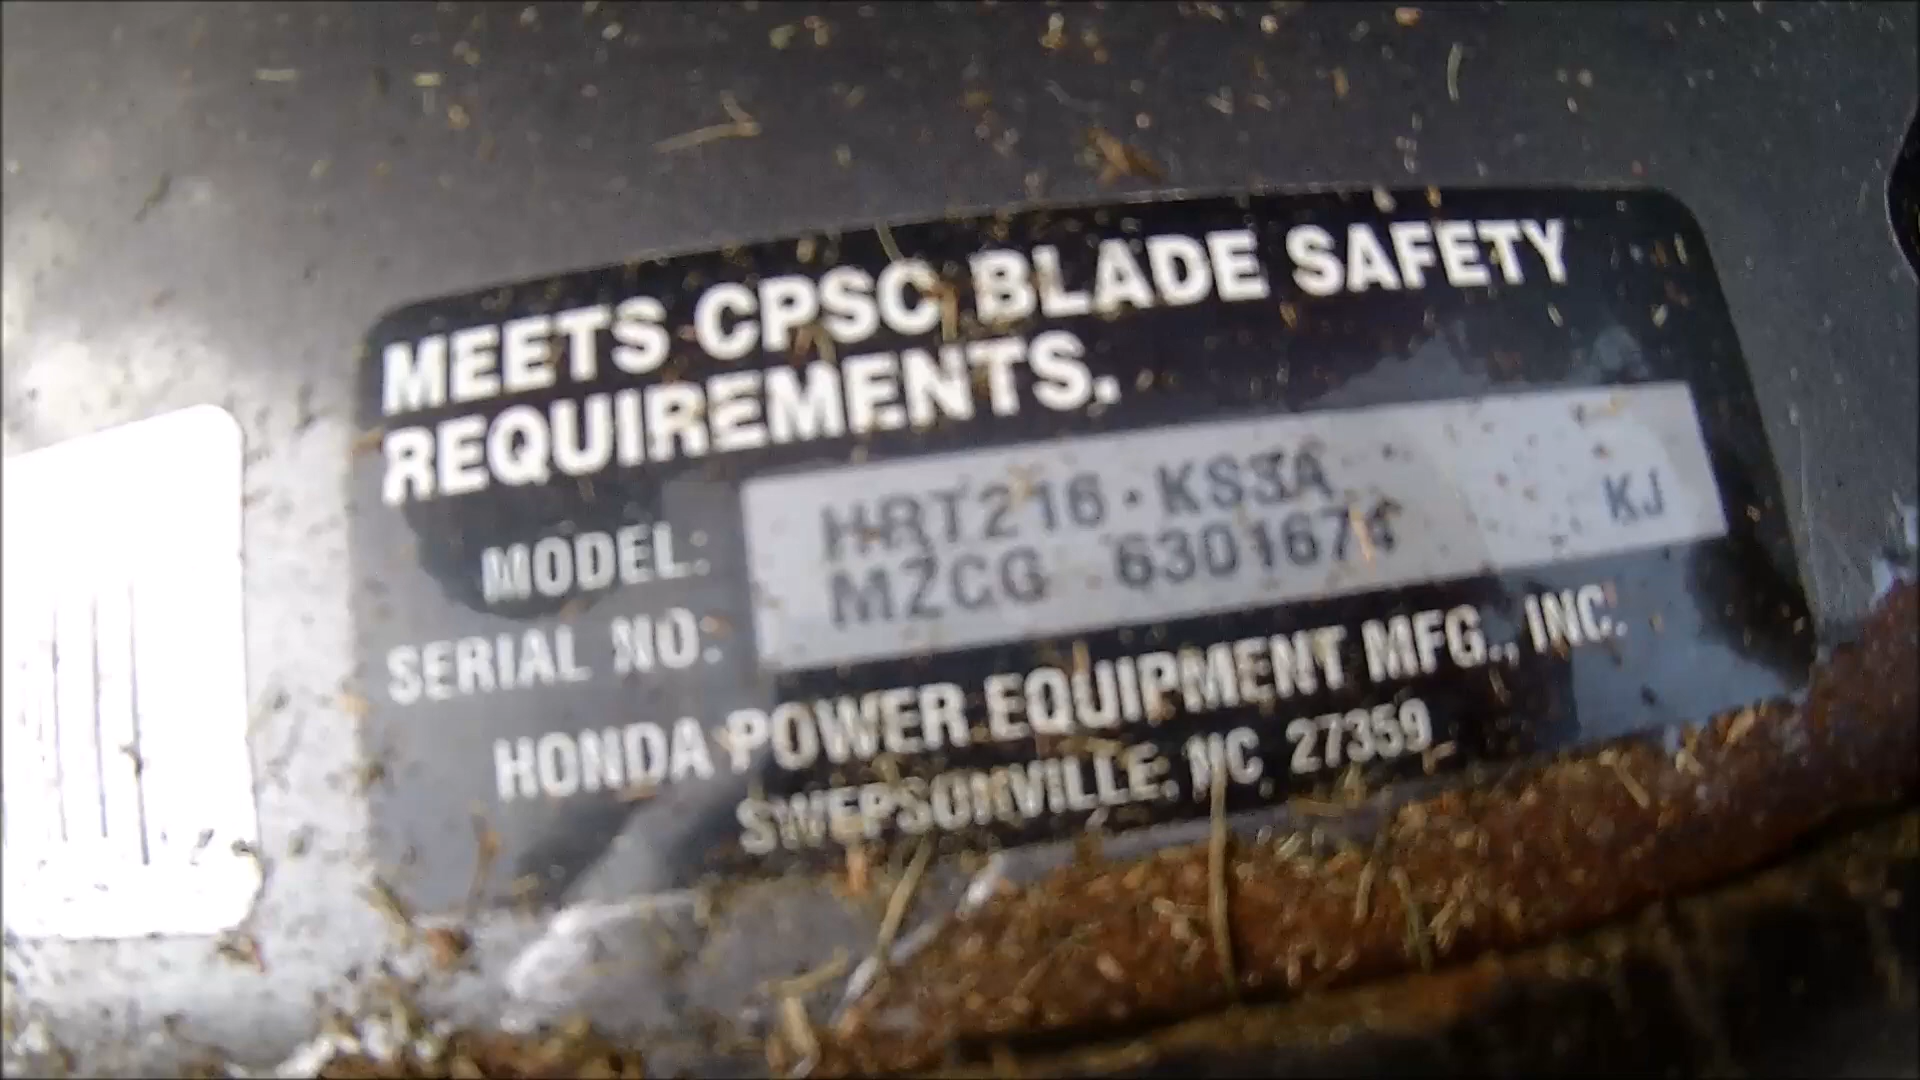 MEETS CPSC BLADE SAFETY
REQUIREMENTS.
MODEL: HRT216·KS3A
SERIAL NO: MZCG 6301674 KJ
HONDA POWER EQUIPMENT MFG., INC.
SWEPSONVILLE, NC 27359